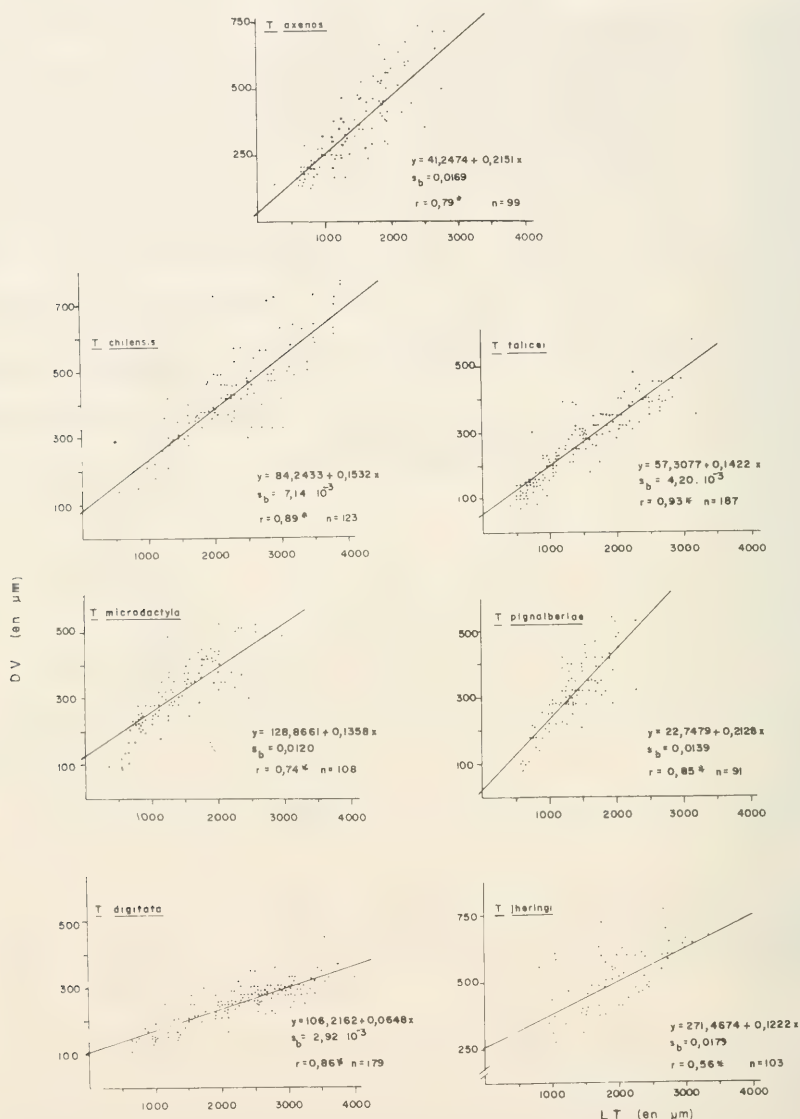 T axenos
750
500
250
y = 41,2474 + 0,2151 x
s_b = 0,0169
r = 0,79* n = 99
1000 2000 3000 4000
T chilensis
700
500
300
100
y = 84,2433 + 0,1532 x
s_b = 7,14 10^-3
r = 0,89* n = 123
1000 2000 3000 4000
T talicei
500
300
100
y = 57,3077 + 0,1422 x
s_b = 4,20. 10^-3
r = 0,93* n = 187
1000 2000 3000 4000
DV (en µm)
T microdactyla
500
300
100
y = 128,8661 + 0,1358 x
s_b = 0,0120
r = 0,74* n = 108
1000 2000 3000 4000
T pignalberiae
500
300
100
y = 22,7479 + 0,2128 x
s_b = 0,0139
r = 0,85* n = 91
1000 2000 3000 4000
T digitata
500
300
100
y = 106,2162 + 0,0648 x
s_b = 2,92 10^-3
r = 0,86* n = 179
1000 2000 3000 4000
T jheringi
750
500
250
y = 271,4674 + 0,1222 x
s_b = 0,0179
r = 0,56* n = 103
1000 2000 3000 4000
LT (en µm)